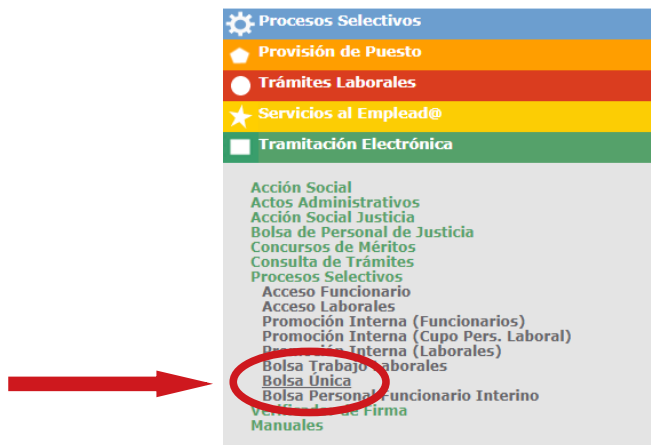 Procesos Selectivos
Provisión de Puesto
Trámites Laborales
Servicios al Emplead@
Tramitación Electrónica
Acción Social
Actos Administrativos
Acción Social Justicia
Bolsa de Personal de Justicia
Concursos de Méritos
Consulta de Trámites
Procesos Selectivos
Acceso Funcionario
Acceso Laborales
Promoción Interna (Funcionarios)
Promoción Interna (Cupo Pers. Laboral)
Promoción Interna (Laborales)
Bolsa Trabajo Laborales
Bolsa Única
Bolsa Personal Funcionario Interino
Verificador de Firma
Manuales